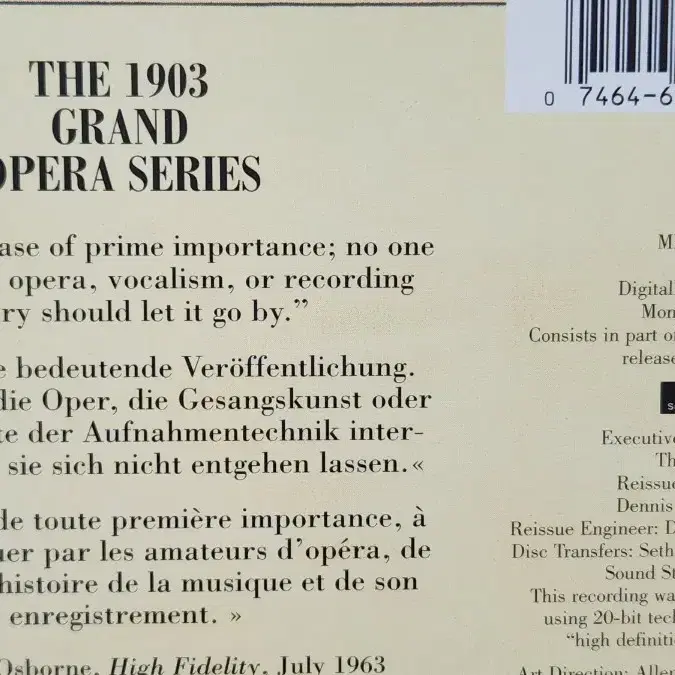 THE 1903
GRAND
OPERA SERIES
ase of prime importance; no one
opera, vocalism, or recording
ry should let it go by.”
e bedeutende Veröffentlichung.
die Oper, die Gesangskunst oder
te der Aufnahmentechnik inter-
sie sich nicht entgehen lassen.«
de toute première importance, à
uer par les amateurs d’opéra, de
histoire de la musique et de son
enregistrement. »
Osborne, High Fidelity, July 1963
0 7464-6
M
Digital
Mon
Consists in part o
release
s
Executive
Th
Reissue
Dennis
Reissue Engineer: D
Disc Transfers: Seth
Sound St
This recording wa
using 20-bit tec
“high definiti
Art Direction: Allen